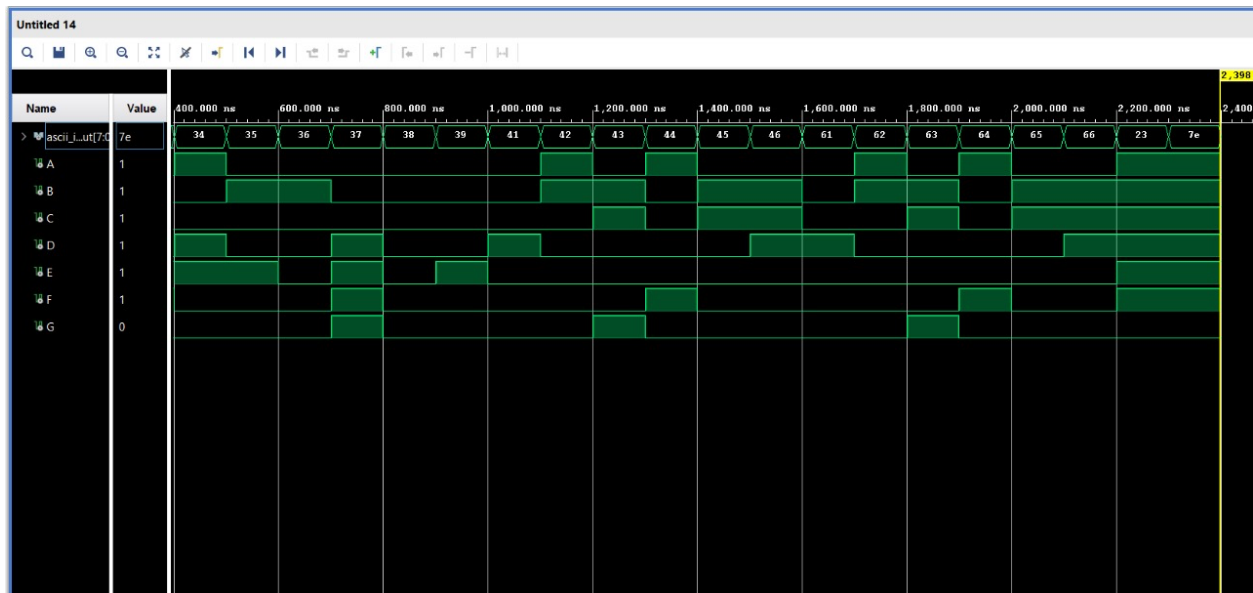 Untitled 14
2,398
Name Value 400.000 ns 600.000 ns 800.000 ns 1,000.000 ns 1,200.000 ns 1,400.000 ns 1,600.000 ns 1,800.000 ns 2,000.000 ns 2,200.000 ns 2,400
ascii_i...ut[7:0 7e 34 35 36 37 38 39 41 42 43 44 45 46 61 62 63 64 65 66 23 7e
A 1
B 1
C 1
D 1
E 1
F 1
G 0